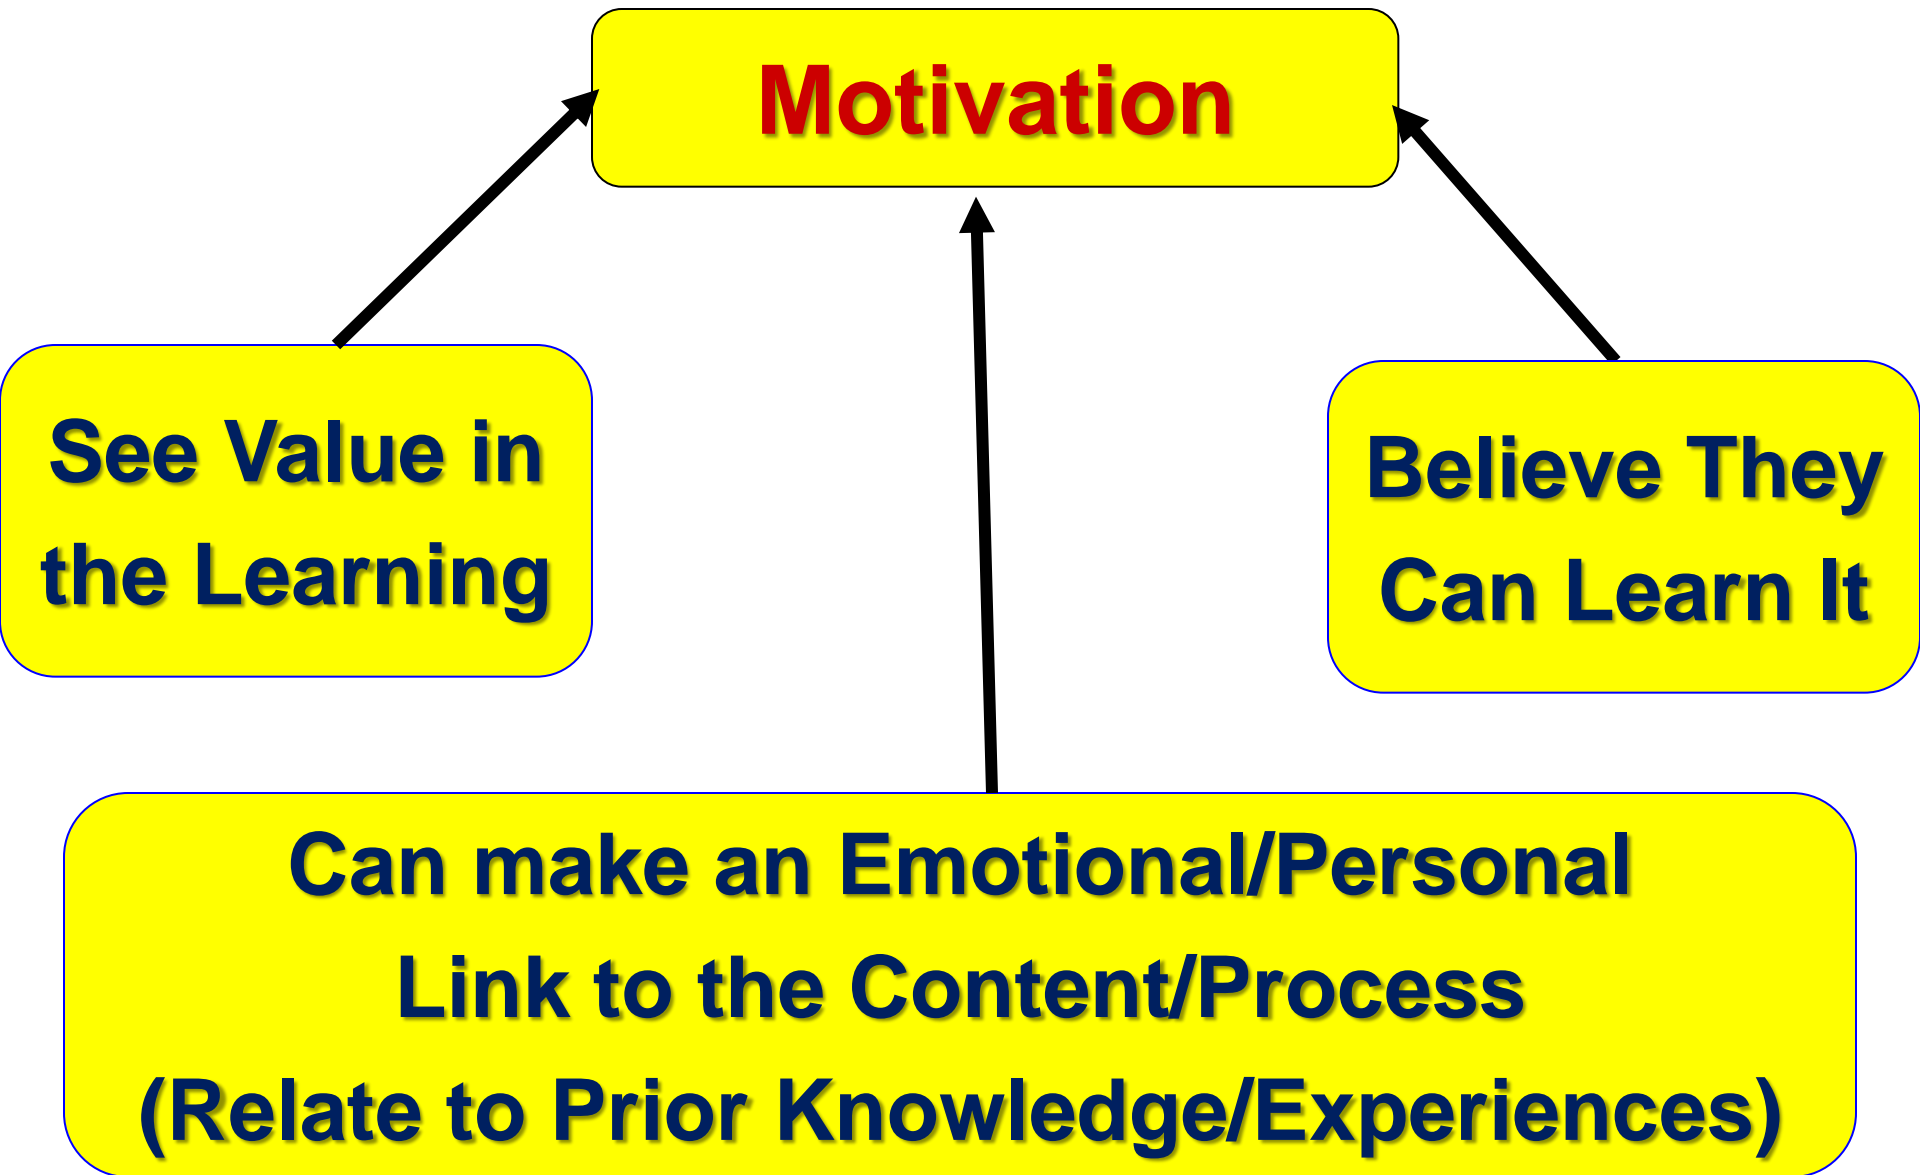 Motivation
See Value in
the Learning
Believe They
Can Learn It
Can make an Emotional/Personal
Link to the Content/Process
(Relate to Prior Knowledge/Experiences)